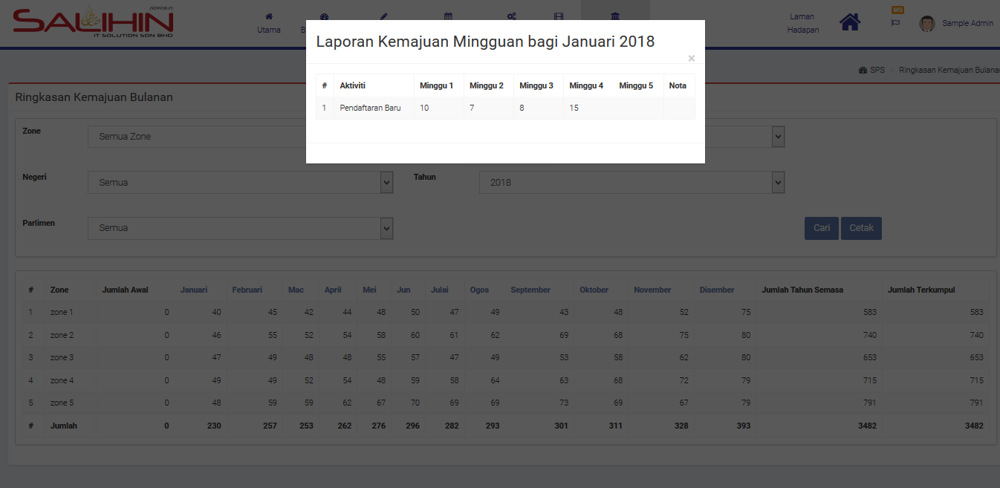 (929958-P)
SALIHIN
IT SOLUTION SDN BHD
Utama
Laman Hadapan
MS
Sample Admin
Laporan Kemajuan Mingguan bagi Januari 2018
×
# Aktiviti Minggu 1 Minggu 2 Minggu 3 Minggu 4 Minggu 5 Nota
1 Pendaftaran Baru 10 7 8 15
SPS Ringkasan Kemajuan Bulanan
Ringkasan Kemajuan Bulanan
Zone Semua Zone
Negeri Semua Tahun 2018
Parlimen Semua Cari Cetak
# Zone Jumlah Awal Januari Februari Mac April Mei Jun Julai Ogos September Oktober November Disember Jumlah Tahun Semasa Jumlah Terkumpul
1 zone 1 0 40 45 42 44 48 50 47 49 43 48 52 75 583 583
2 zone 2 0 46 55 52 54 58 60 61 62 69 68 75 80 740 740
3 zone 3 0 47 49 48 48 55 57 47 49 53 58 62 80 653 653
4 zone 4 0 49 49 52 54 48 59 58 64 63 68 72 79 715 715
5 zone 5 0 48 59 59 62 67 70 69 69 73 69 67 79 791 791
# Jumlah 0 230 257 253 262 276 296 282 293 301 311 328 393 3482 3482